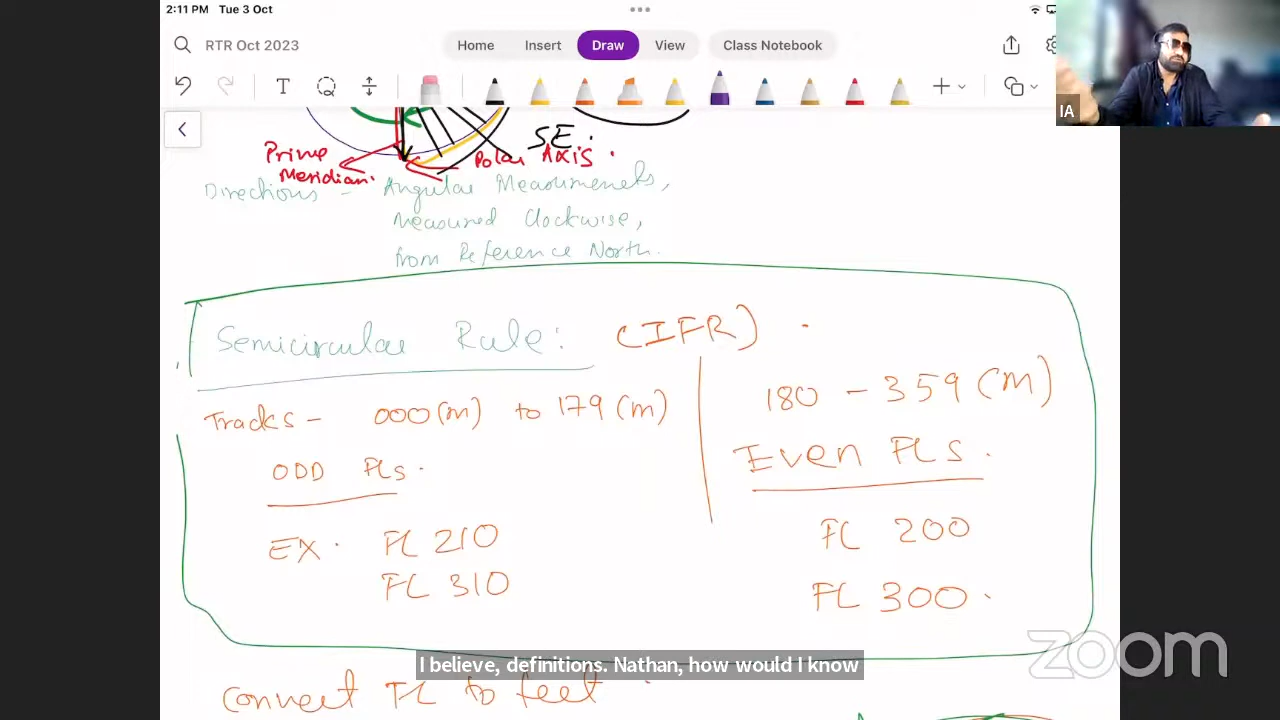 2:11 PM Tue 3 Oct
RTR Oct 2023
Home Insert Draw View Class Notebook
IA
SE.
Prime Meridian.
Polar Axis.
Directions - Angular Measurmenets,
Measured Clockwise,
from Reference North.
Semicircular Rule: (IFR)
Tracks - 000(m) to 179(m)
ODD FLs.
EX. FL 210
FL 310
180 - 359 (m)
Even FLs.
FL 200
FL 300.
I believe, definitions. Nathan, how would I know
Convert FL to feet
zoom